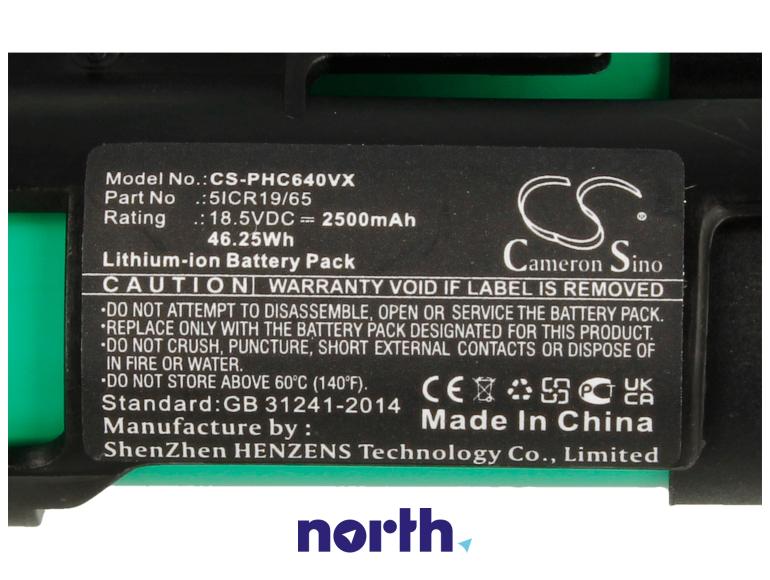 Model No.:CS-PHC640VX
Part No .:5ICR19/65
Rating .:18.5VDC ⎓ 2500mAh
46.25Wh
Lithium-ion Battery Pack
CS ®
Cameron Sino
CAUTION WARRANTY VOID IF LABEL IS REMOVED
•DO NOT ATTEMPT TO DISASSEMBLE, OPEN OR SERVICE THE BATTERY PACK.
•REPLACE ONLY WITH THE BATTERY PACK DESIGNATED FOR THIS PRODUCT.
•DO NOT CRUSH, PUNCTURE, SHORT EXTERNAL CONTACTS OR DISPOSE OF
IN FIRE OR WATER.
•DO NOT STORE ABOVE 60°C (140°F).
CE UK CA
Standard:GB 31241-2014
Made In China
Manufacture by :
ShenZhen HENZENS Technology Co., Limited
north